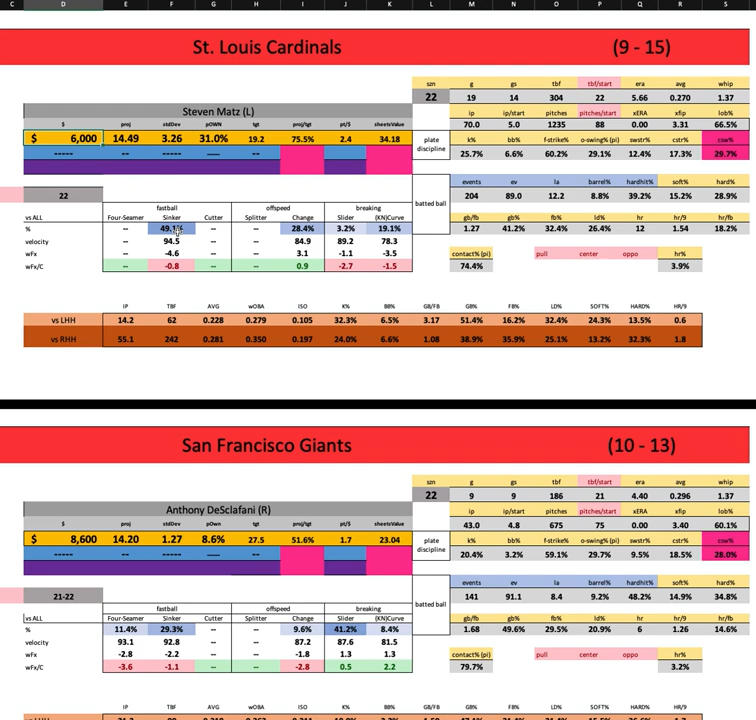 C D E F G H I J K L M N O P Q R S
St. Louis Cardinals (9 - 15)
szn g gs tbf tbf/start era avg whip
22 19 14 304 22 5.66 0.270 1.37
Steven Matz (L) ip ip/start pitches pitches/start xERA xfip lob%
$ proj stdDev pOWN tgt proj/tgt pt/$ sheetsValue 70.0 5.0 1235 88 0.00 3.31 66.5%
$ 6,000 14.49 3.26 31.0% 19.2 75.5% 2.4 34.18 plate discipline k% bb% f-strike% o-swing% (pi) swstr% cstr% csw%
----- -- -- — -- 25.7% 6.6% 60.2% 29.1% 12.4% 17.3% 29.7%
events ev la barrel% hardhit% soft% hard%
22 batted ball 204 89.0 12.2 8.8% 39.2% 15.2% 28.9%
fastball offspeed breaking
vs ALL Four-Seamer Sinker Cutter Splitter Change Slider (KN)Curve gb/fb gb% fb% ld% hr hr/9 hr/fb
% -- 49.1% -- -- 28.4% 3.2% 19.1% 1.27 41.2% 32.4% 26.4% 12 1.54 18.2%
velocity -- 94.5 -- -- 84.9 89.2 78.3
wFx -- -4.6 -- -- 3.1 -1.1 -3.5 contact% (pi) pull center oppo hr%
wFx/C -- -0.8 -- -- 0.9 -2.7 -1.5 74.4% 3.9%
IP TBF AVG wOBA ISO K% BB% GB/FB GB% FB% LD% SOFT% HARD% HR/9
vs LHH 14.2 62 0.228 0.279 0.105 32.3% 6.5% 3.17 51.4% 16.2% 32.4% 24.3% 13.5% 0.6
vs RHH 55.1 242 0.281 0.350 0.197 24.0% 6.6% 1.08 38.9% 35.9% 25.1% 13.2% 32.3% 1.8
San Francisco Giants (10 - 13)
szn g gs tbf tbf/start era avg whip
22 9 9 186 21 4.40 0.296 1.37
Anthony DeSclafani (R) ip ip/start pitches pitches/start xERA xfip lob%
$ proj stdDev pOwn tgt proj/tgt pt/$ sheetsValue 43.0 4.8 675 75 0.00 3.40 60.1%
$ 8,600 14.20 1.27 8.6% 27.5 51.6% 1.7 23.04 plate discipline k% bb% f-strike% o-swing% (pi) swstr% cstr% csw%
----- -- -- — -- 20.4% 3.2% 59.1% 29.7% 9.5% 18.5% 28.0%
events ev la barrel% hardhit% soft% hard%
21-22 batted ball 141 91.1 8.4 9.2% 48.2% 14.9% 34.8%
fastball offspeed breaking
vs ALL Four-Seamer Sinker Cutter Splitter Change Slider (KN)Curve gb/fb gb% fb% ld% hr hr/9 hr/fb
% 11.4% 29.3% -- -- 9.6% 41.2% 8.4% 1.68 49.6% 29.5% 20.9% 6 1.26 14.6%
velocity 93.1 92.8 -- -- 87.2 87.6 81.5
wFx -2.8 -2.2 -- -- -1.8 1.3 1.3 contact% (pi) pull center oppo hr%
wFx/C -3.6 -1.1 -- -- -2.8 0.5 2.2 79.7% 3.2%
IP TBF AVG wOBA ISO K% BB% GB/FB GB% FB% LD% SOFT% HARD% HR/9